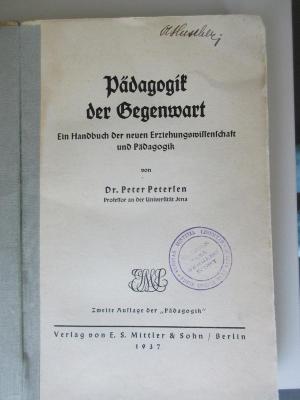 Pädagogik
der Gegenwart
Ein Handbuch der neuen Erziehungswissenschaft
und Pädagogik
von
Dr. Peter Petersen
Professor an der Universität Jena
Zweite Auflage der „Pädagogik"
Verlag von E. S. Mittler & Sohn / Berlin
1937